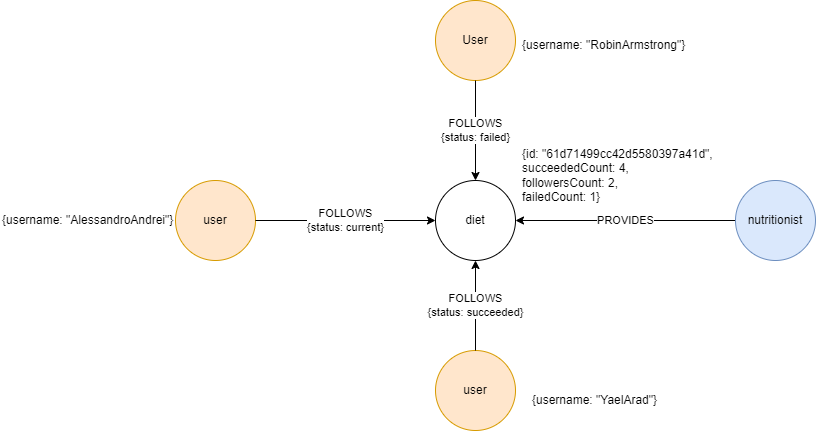 User
{username: "RobinArmstrong"}
FOLLOWS
{status: failed}
{id: "61d71499cc42d5580397a41d",
succeededCount: 4,
followersCount: 2,
failedCount: 1}
{username: "AlessandroAndrei"}
user
FOLLOWS
{status: current}
diet
PROVIDES
nutritionist
FOLLOWS
{status: succeeded}
user
{username: "YaelArad"}